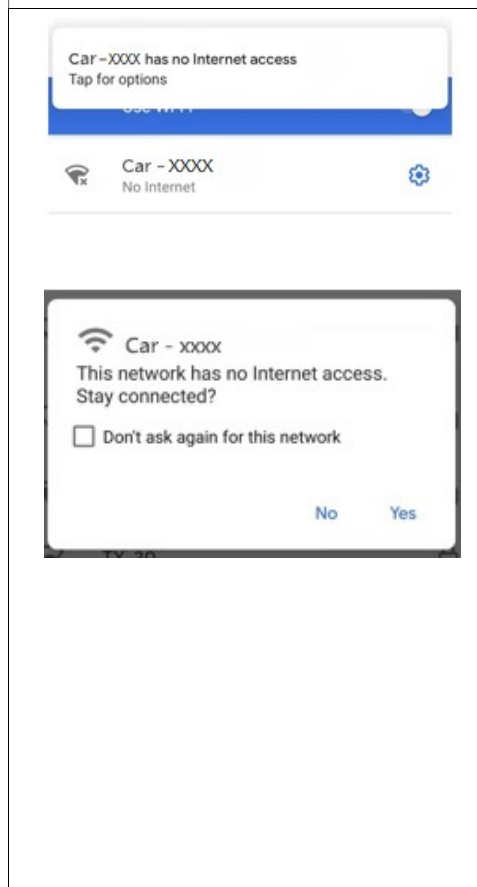 Car-XXXX has no Internet access
Tap for options
Car - XXXX
No Internet
Car - xxxx
This network has no Internet access.
Stay connected?
Don't ask again for this network
No Yes